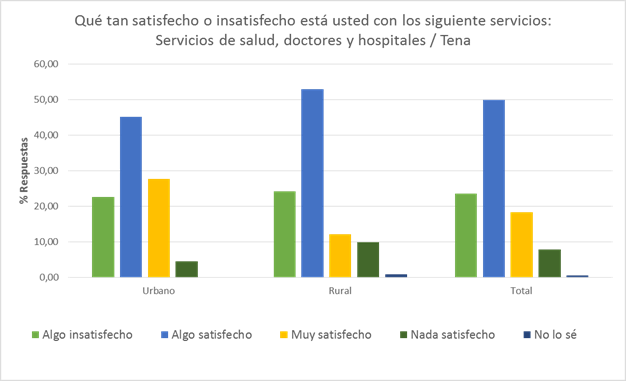 Qué tan satisfecho o insatisfecho está usted con los siguiente servicios:
Servicios de salud, doctores y hospitales / Tena
60,00
50,00
40,00
30,00
20,00
10,00
0,00
% Respuestas
Urbano Rural Total
Algo insatisfecho Algo satisfecho Muy satisfecho Nada satisfecho No lo sé